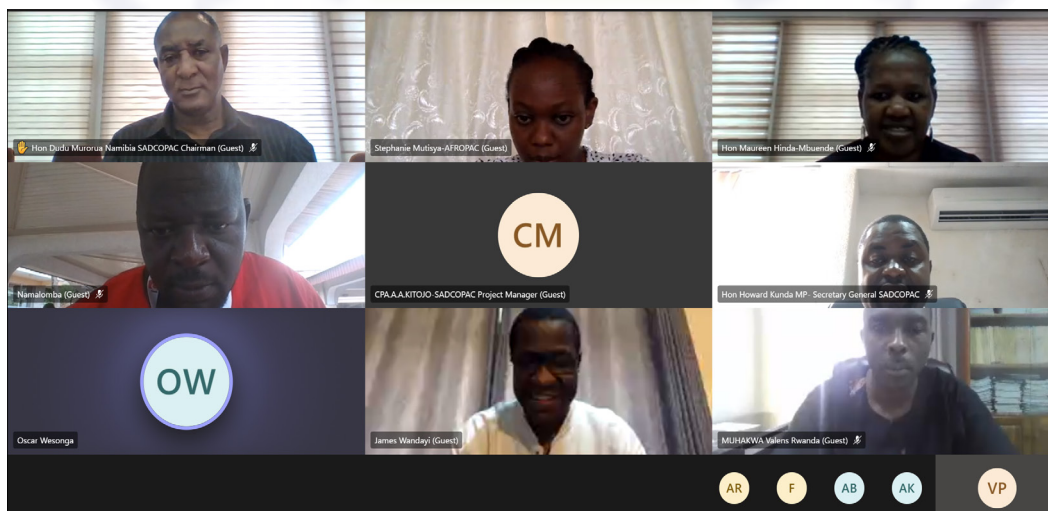 Hon Dudu Murorua Namibia SADCOPAC Chairman (Guest)
Stephanie Mutisya-AFROPAC (Guest)
Hon Maureen Hinda-Mbuende (Guest)
Namalomba (Guest)
CM
CPA.A.A.KITOJO-SADCOPAC Project Manager (Guest)
Hon Howard Kunda MP- Secretary General SADCOPAC
OW
Oscar Wesonga
James Wandayi (Guest)
MUHAKWA Valens Rwanda (Guest)
AR
F
AB
AK
VP